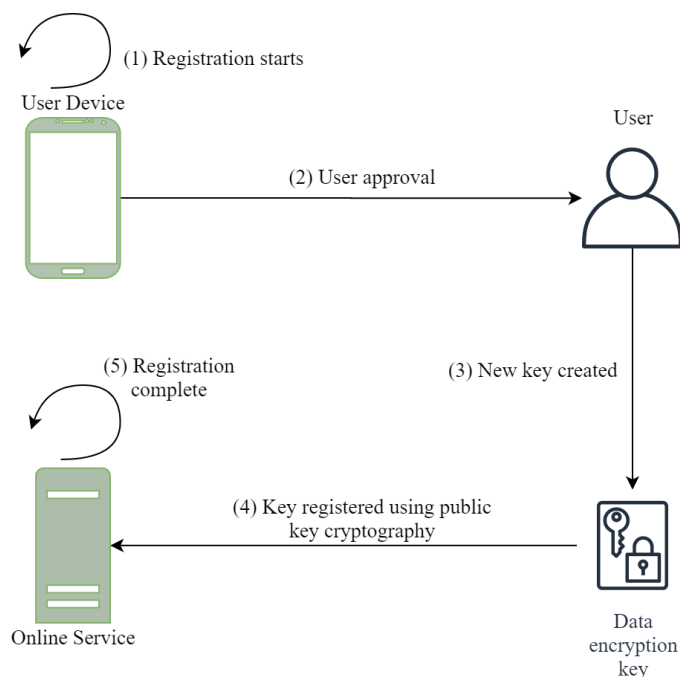 (1) Registration starts
User Device
User
(2) User approval
(5) Registration
complete
(3) New key created
(4) Key registered using public
key cryptography
Online Service
Data
encryption
key